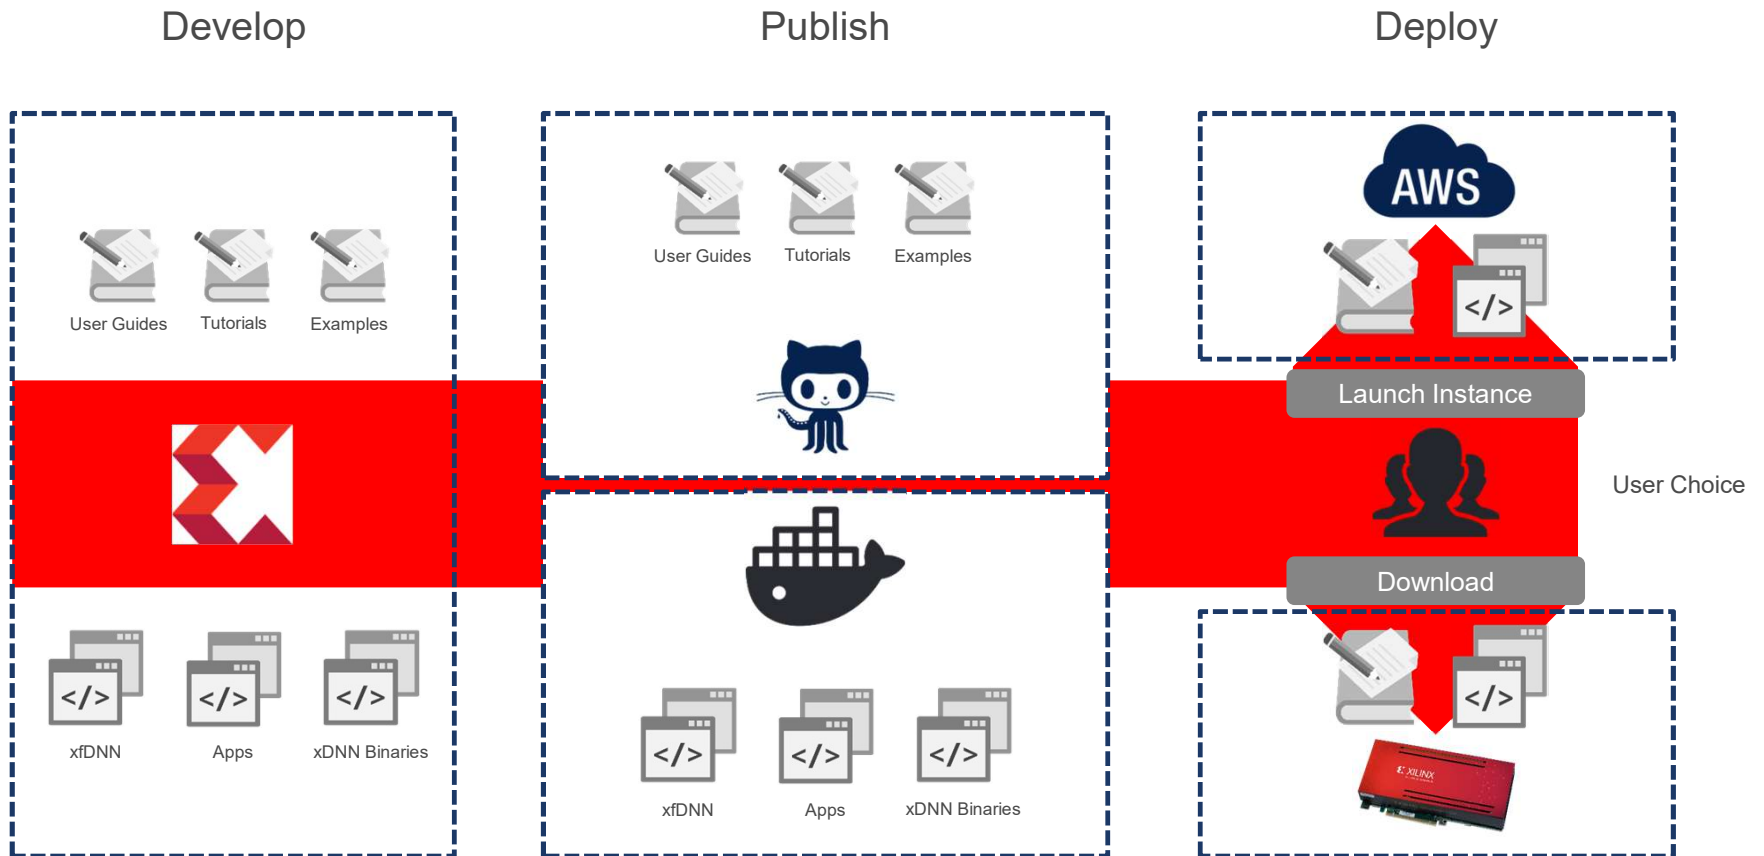 Develop
Publish
Deploy
User Guides
Tutorials
Examples
</>
xfDNN
</>
Apps
</>
xDNN Binaries
User Guides
Tutorials
Examples
</>
xfDNN
</>
Apps
</>
xDNN Binaries
AWS
</>
Launch Instance
User Choice
Download
</>
XILINX